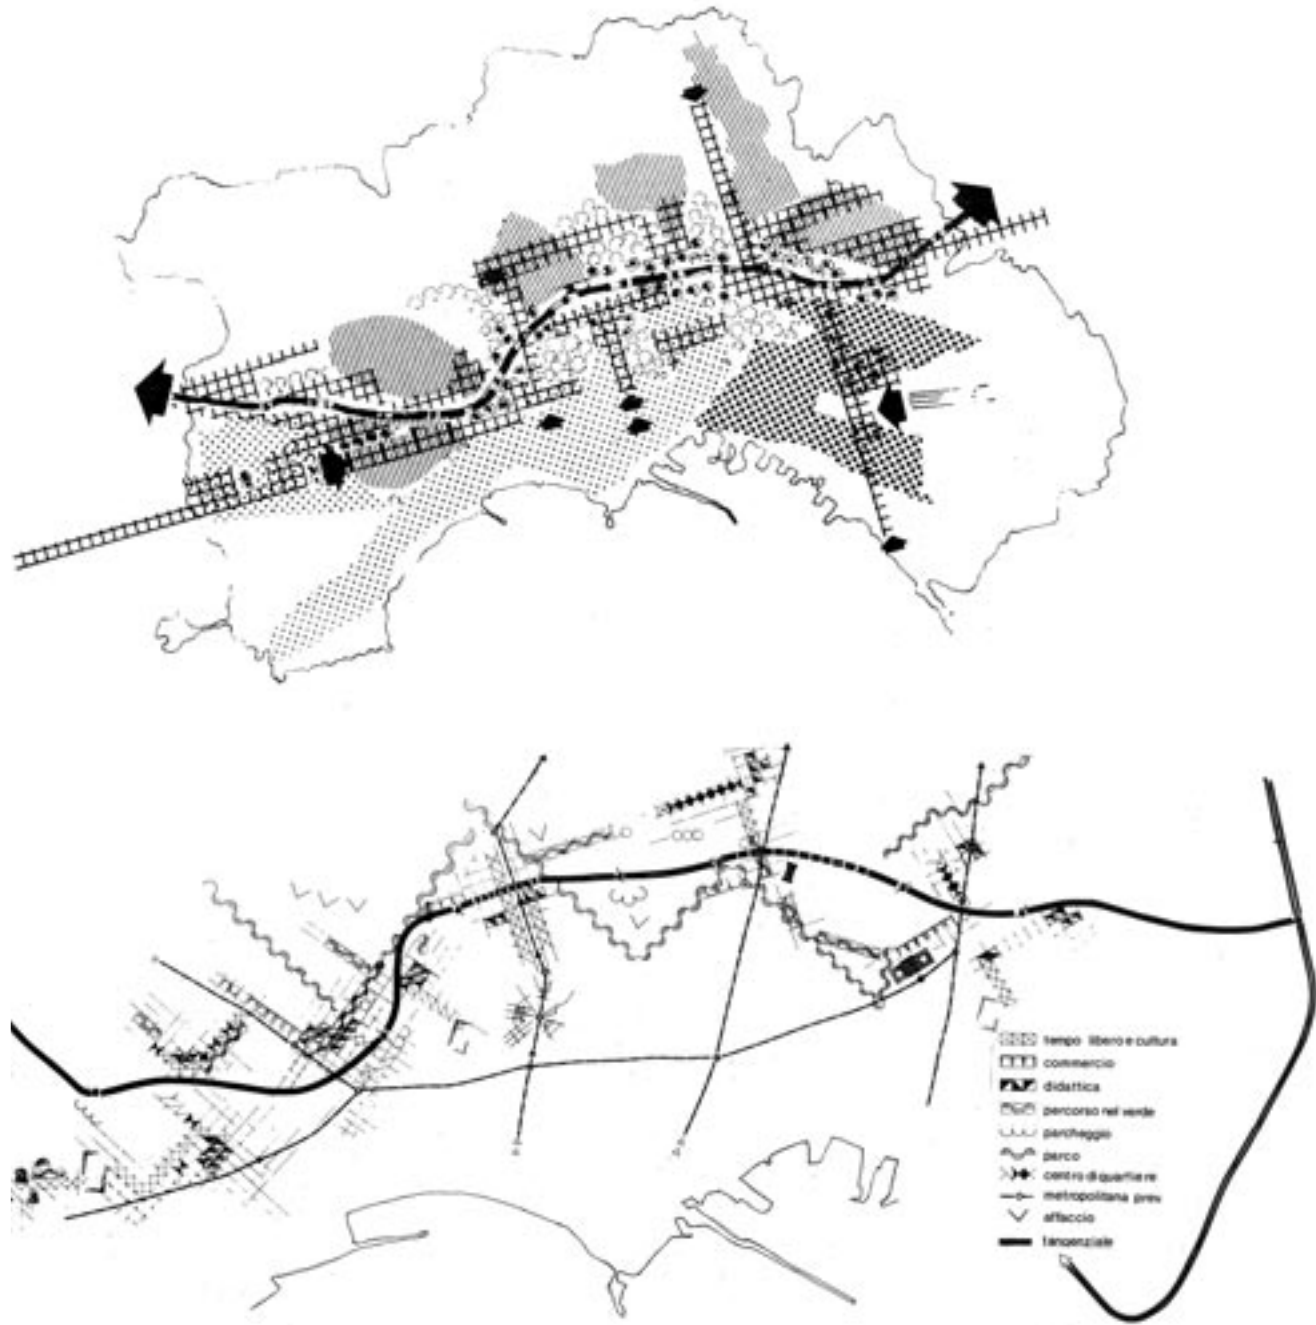 tempo libero e cultura
commercio
didattica
percorso nel verde
parcheggio
parco
centro di quartiere
metropolitana prev
affaccio
tangenziale